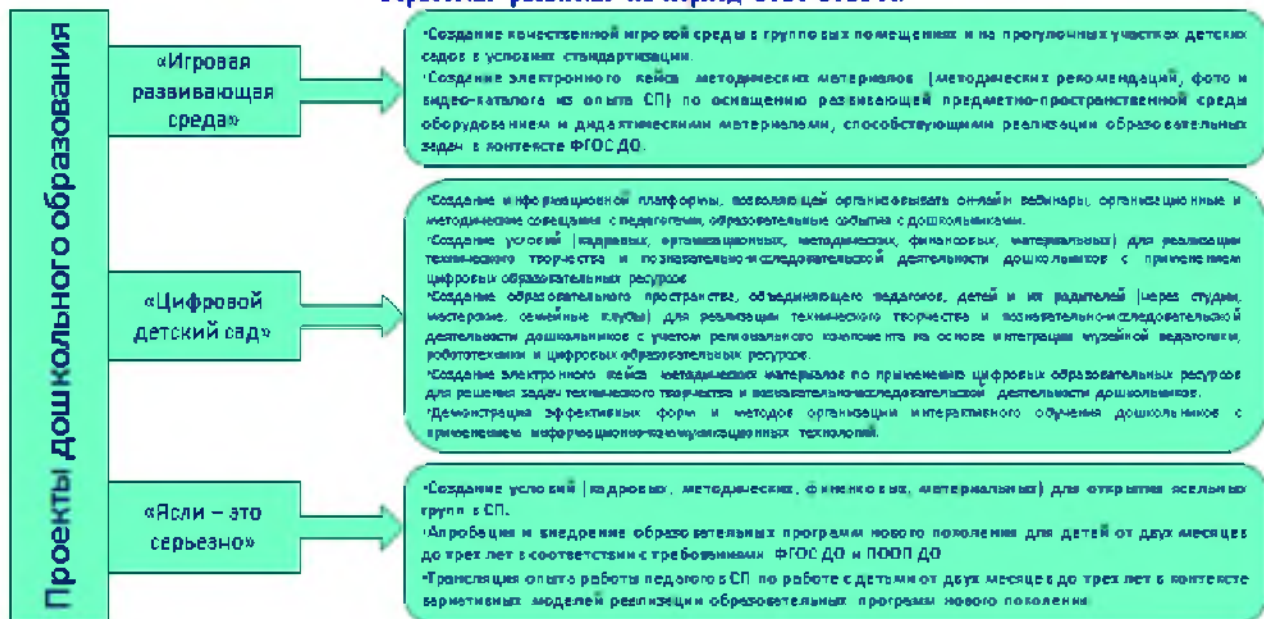 Проекты дошкольного образования
«Игровая
развивающая
среда»
•Создание качественной игровой среды в групповых помещениях и на прогулочных участках детских
садов в условиях стандартизации.
•Создание электронного кейса методических материалов (методических рекомендаций, фото и
видео-каталога из опыта СП) по оснащению развивающей предметно-пространственной среды
оборудованием и дидактическими материалами, способствующими реализации образовательных
задач в контексте ФГОС ДО.
«Цифровой
детский сад»
•Создание информационной платформы, позволяющей организовывать он-лайн вебинары, организационные и
методические совещания с педагогами, образовательные события с дошкольниками.
•Создание условий (кадровых, организационных, методических, финансовых, материальных) для реализации
технического творчества и познавательно-исследовательской деятельности дошкольников с применением
цифровых образовательных ресурсов
•Создание образовательного пространства, объединяющего педагогов, детей и их родителей (через студии,
мастерские, семейные клубы) для реализации технического творчества и познавательно-исследовательской
деятельности дошкольников с учетом регионального компонента на основе интеграции музейной педагогики,
робототехники и цифровых образовательных ресурсов.
•Создание электронного кейса методических материалов по применению цифровых образовательных ресурсов
для решения задач технического творчества и познавательно-исследовательской деятельности дошкольников.
•Демонстрация эффективных форм и методов организации интерактивного обучения дошкольников с
применением информационно-коммуникационных технологий.
«Ясли – это
серьезно»
•Создание условий (кадровых, методических, финансовых, материальных) для открытия ясельных
групп в СП.
•Апробация и внедрение образовательных программ нового поколения для детей от двух месяцев
до трех лет в соответствии с требованиями ФГОС ДО и ПООП ДО
•Трансляция опыта работы педагогов СП по работе с детьми от двух месяцев до трех лет в контексте
вариативных моделей реализации образовательных программ нового поколения